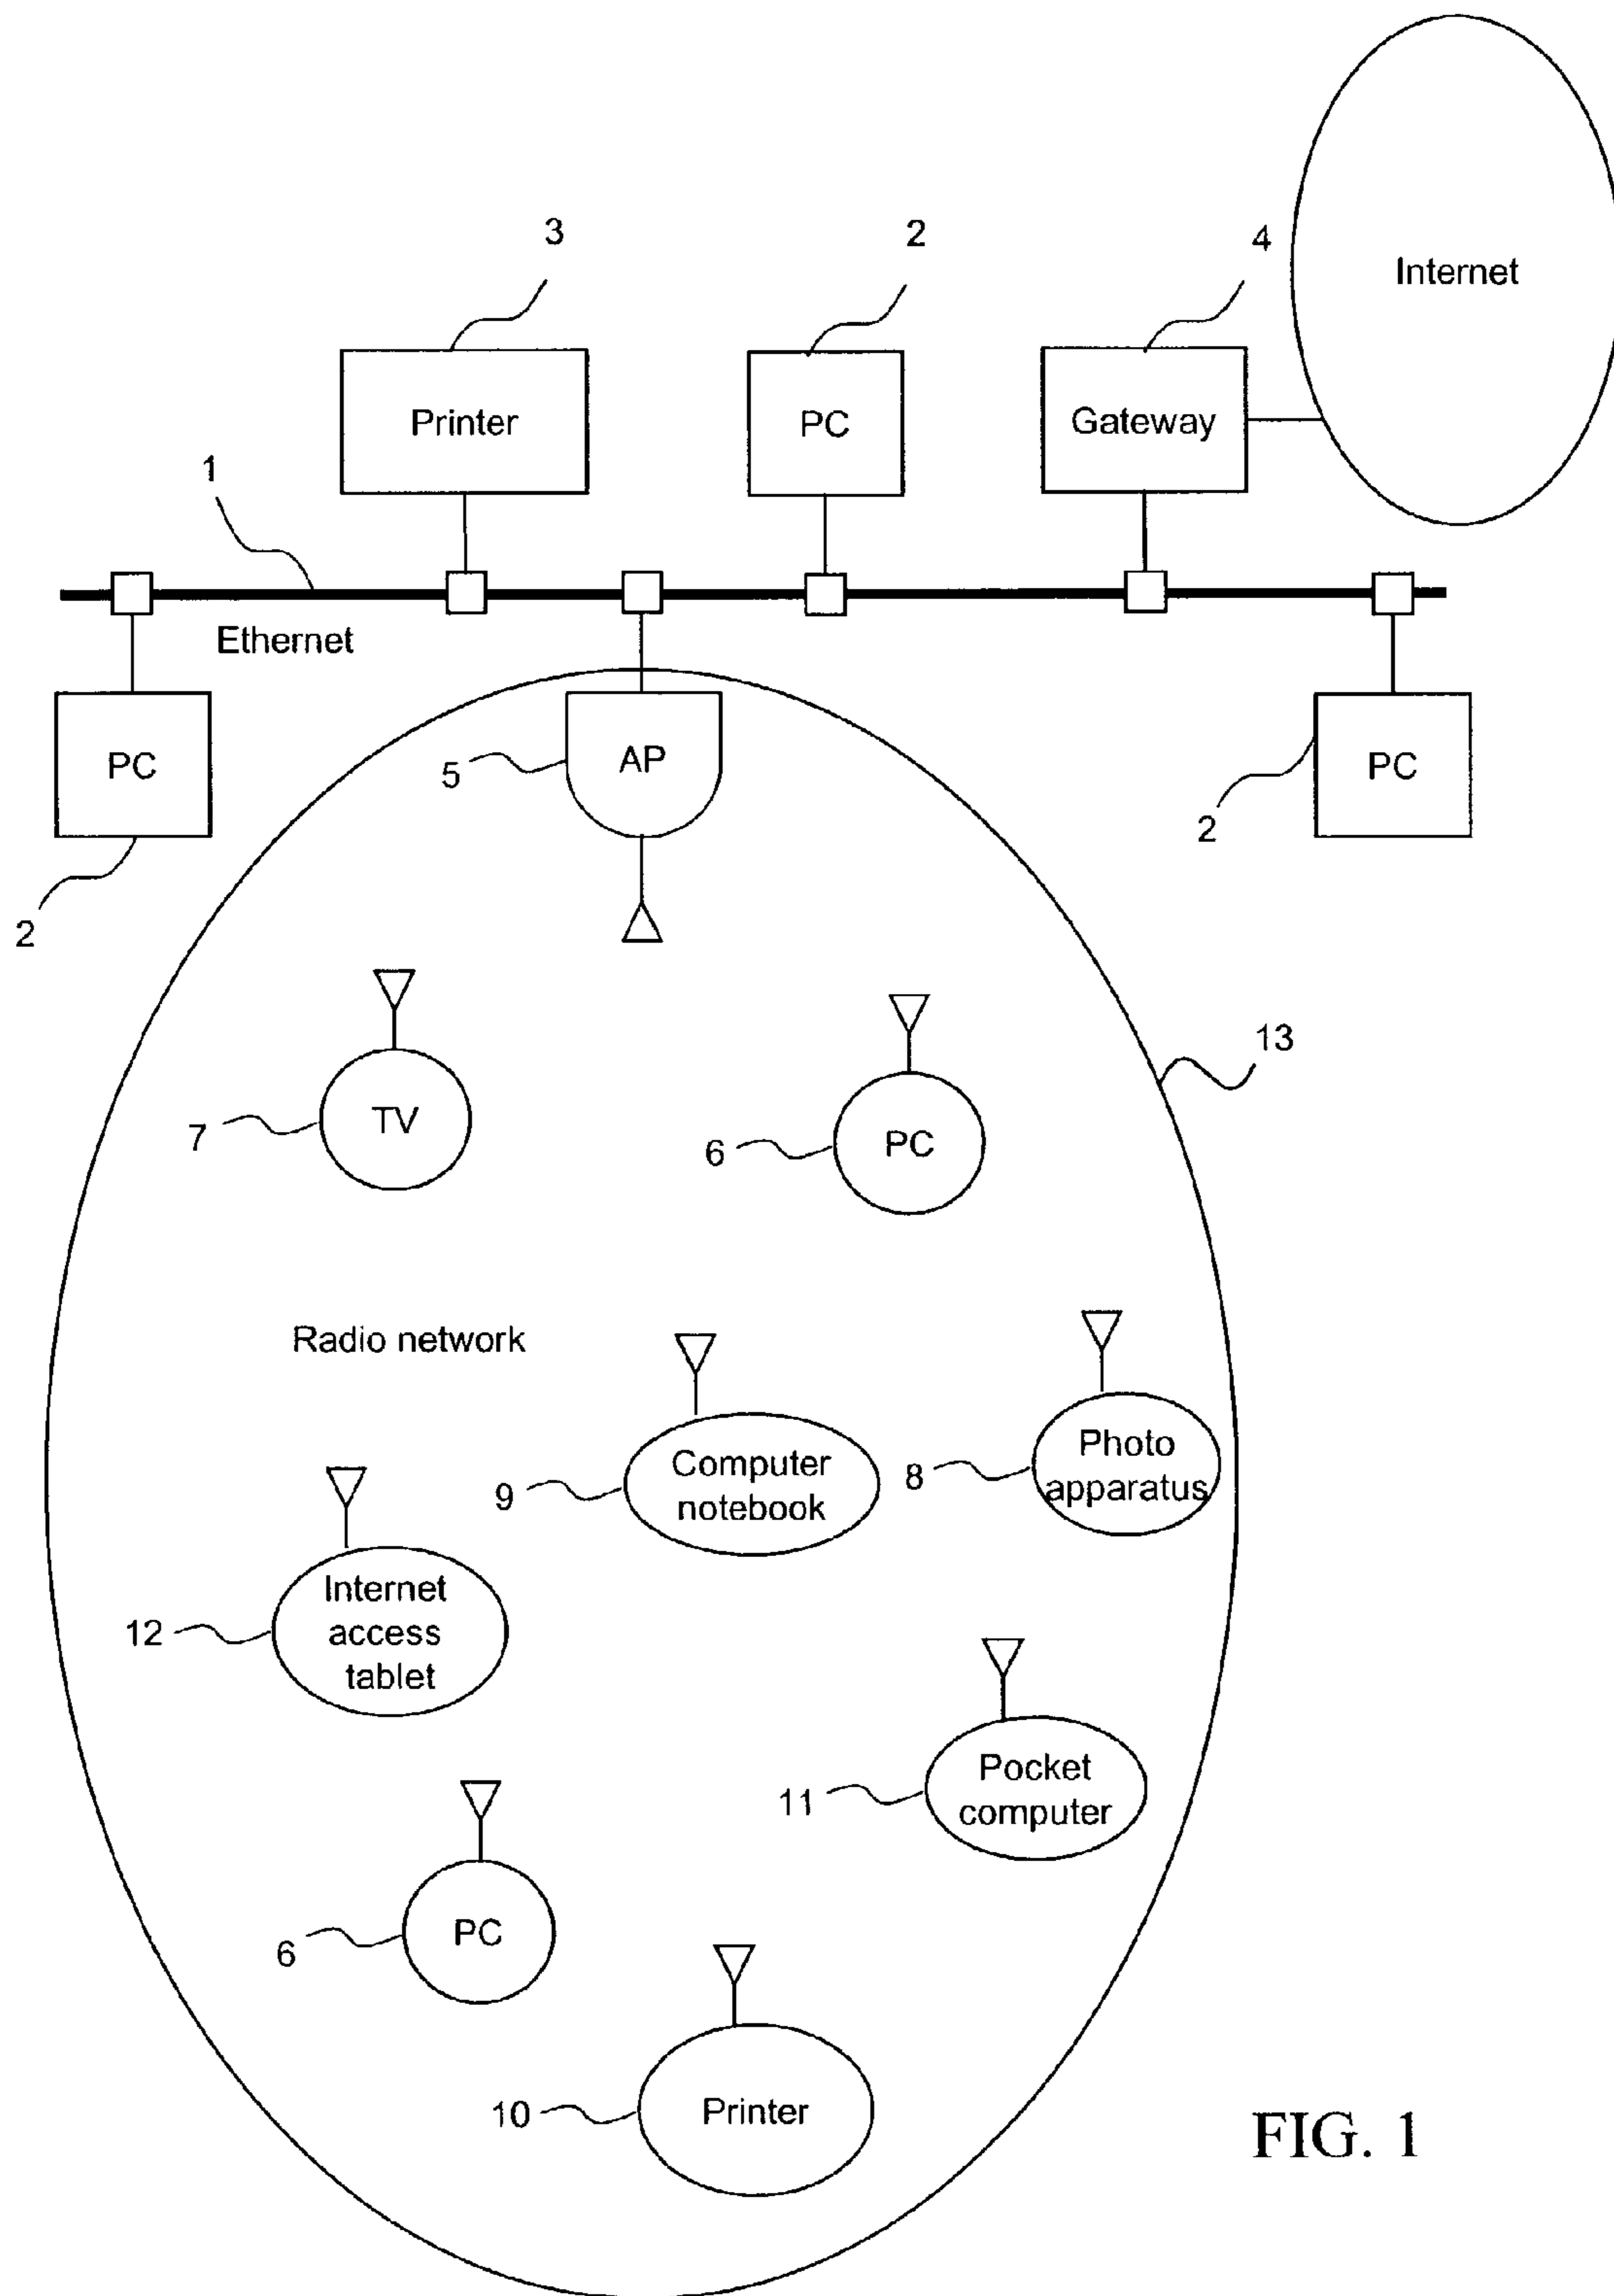 Internet
3
2
4
Printer
PC
Gateway
1
Ethernet
PC
5
AP
PC
2
2
13
7
TV
6
PC
Radio network
9
Computer
notebook
8
Photo
apparatus
12
Internet
access
tablet
11
Pocket
computer
6
PC
10
Printer
FIG. 1